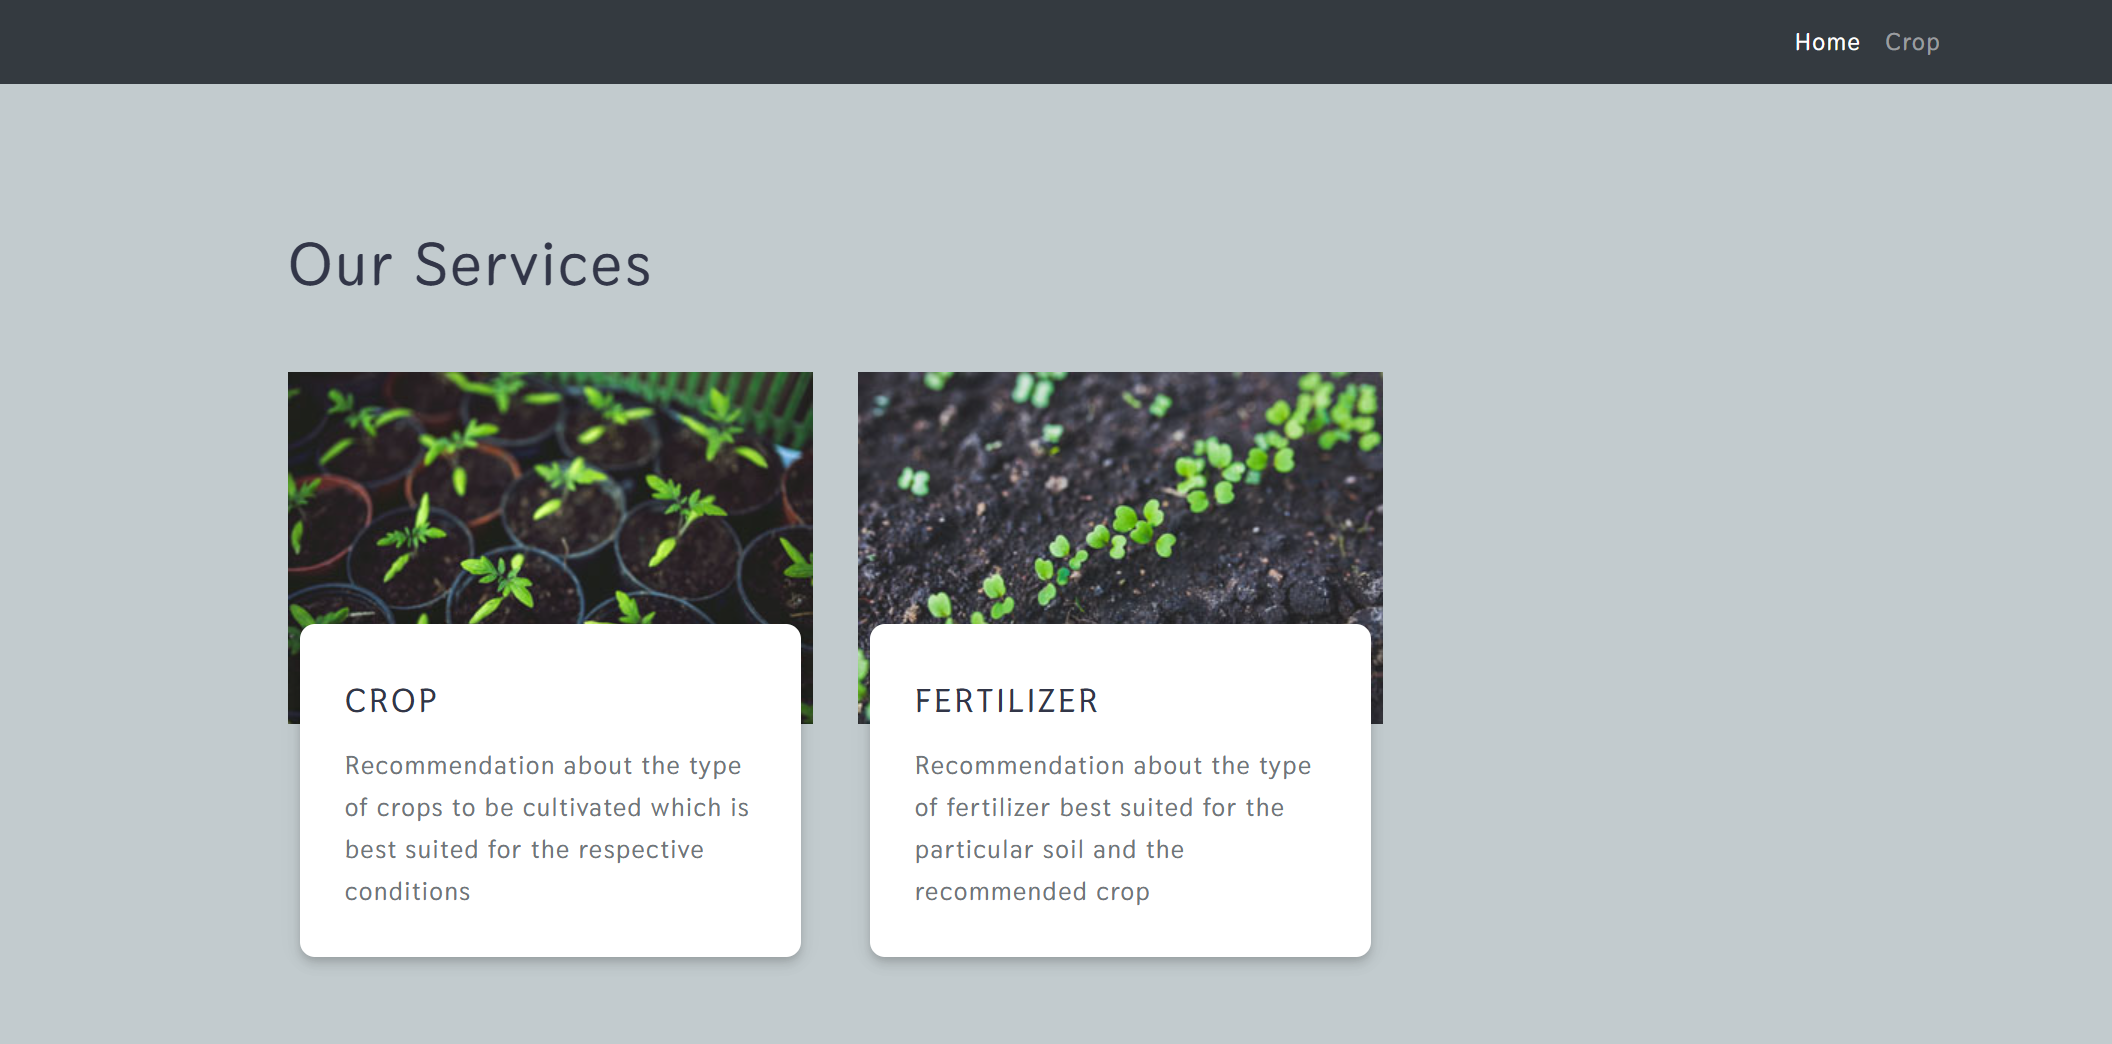 Home Crop
Our Services
CROP
Recommendation about the type
of crops to be cultivated which is
best suited for the respective
conditions
FERTILIZER
Recommendation about the type
of fertilizer best suited for the
particular soil and the
recommended crop